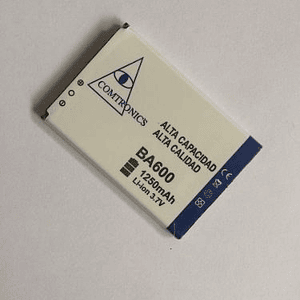 COMTRONICS
ALTA CAPACIDAD
ALTA CALIDAD
BA600
1250mAh
Li-ion 3.7V
CE